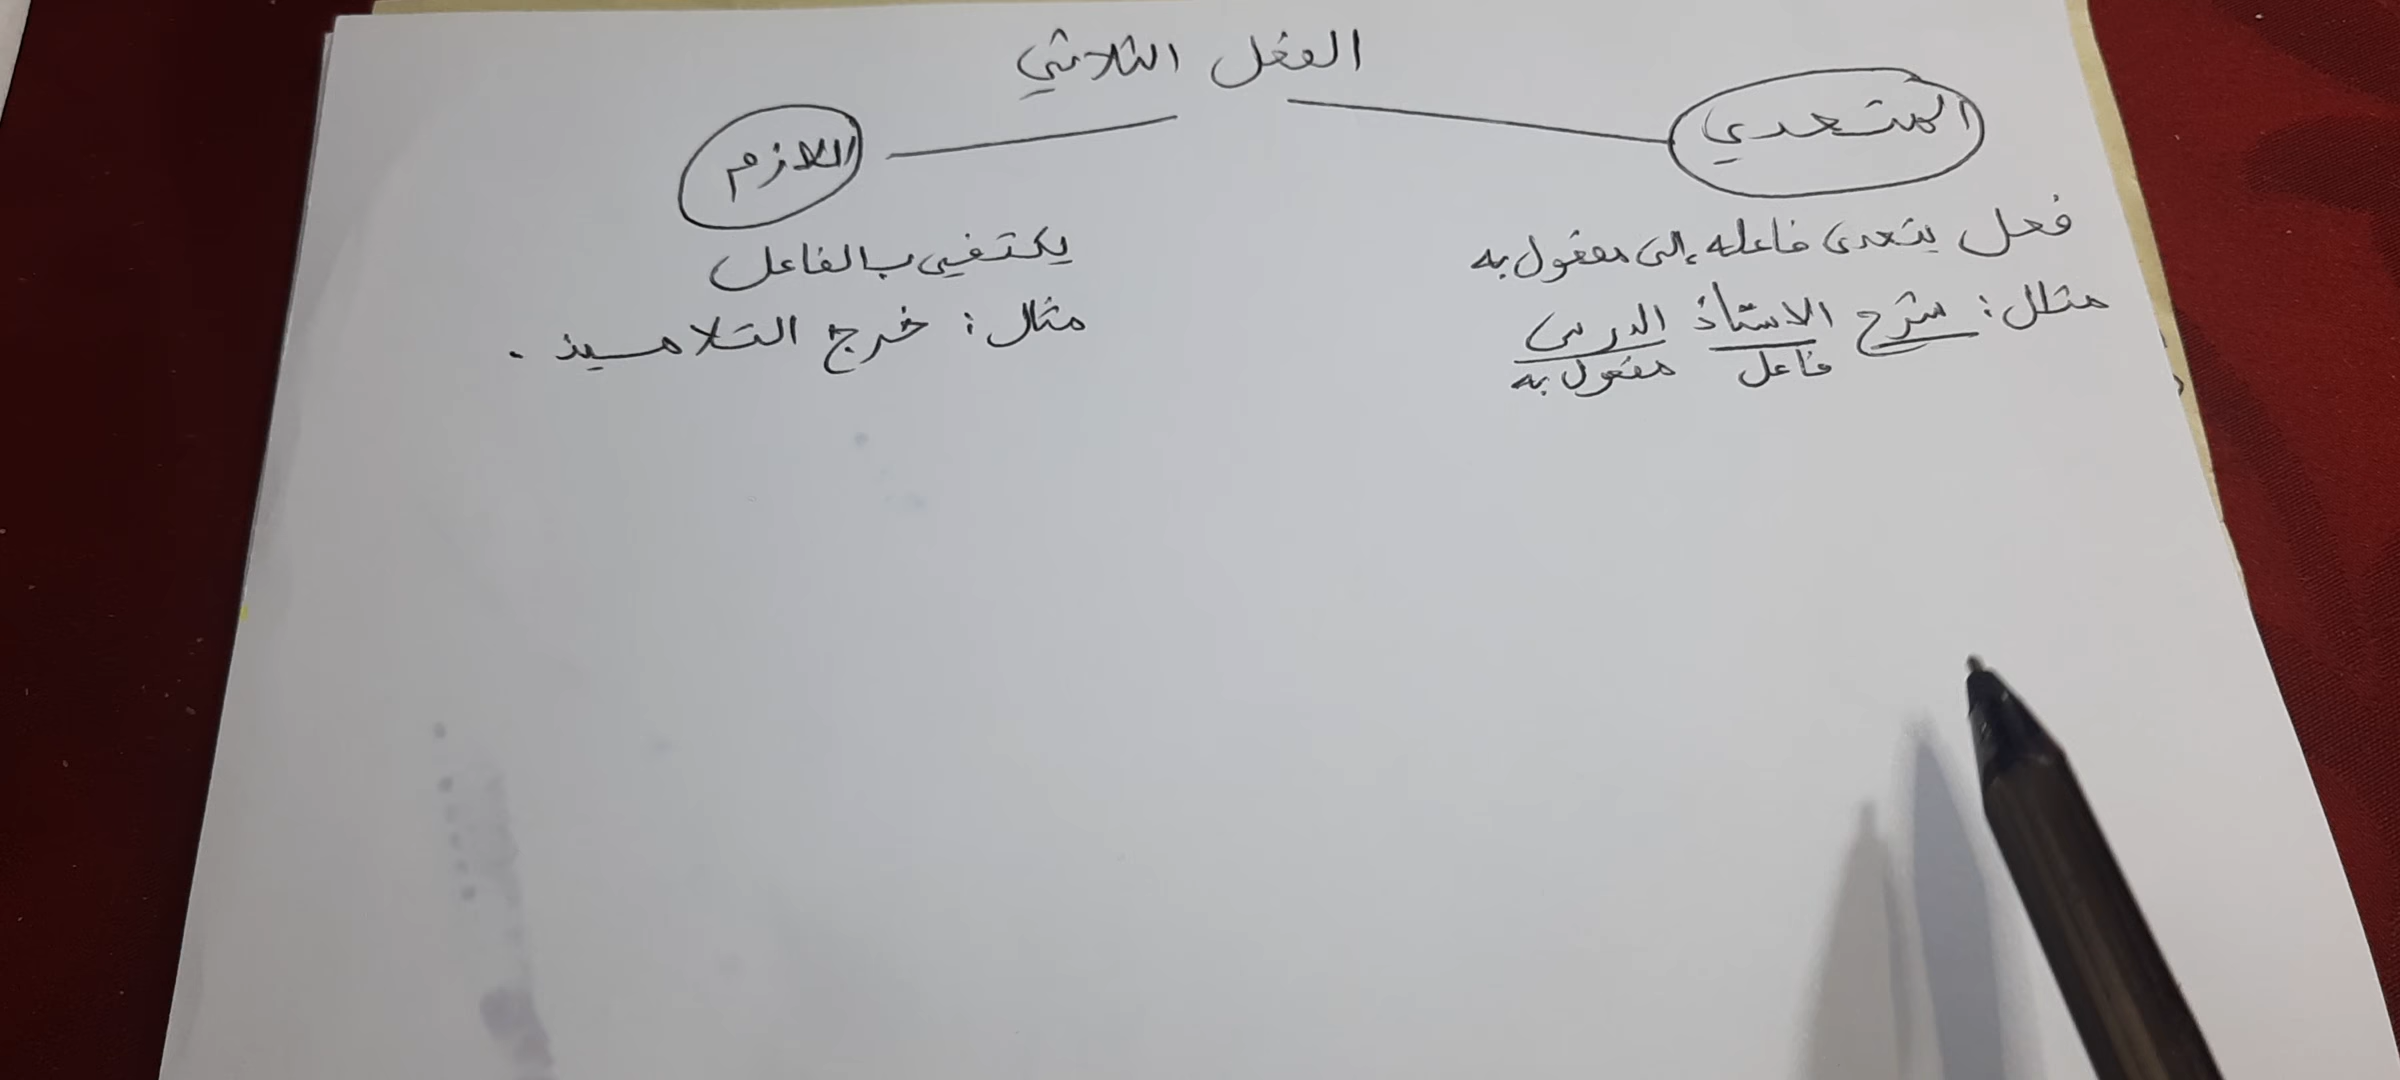 الفعل الثلاثي
المتعدي
فعل يتعدى فاعله إلى مفعول به
مثال: شرح الاستاذ الدرس
فاعل مفعول به
اللازم
يكتفي بالفاعل
مثال: خرج التلاميذ.